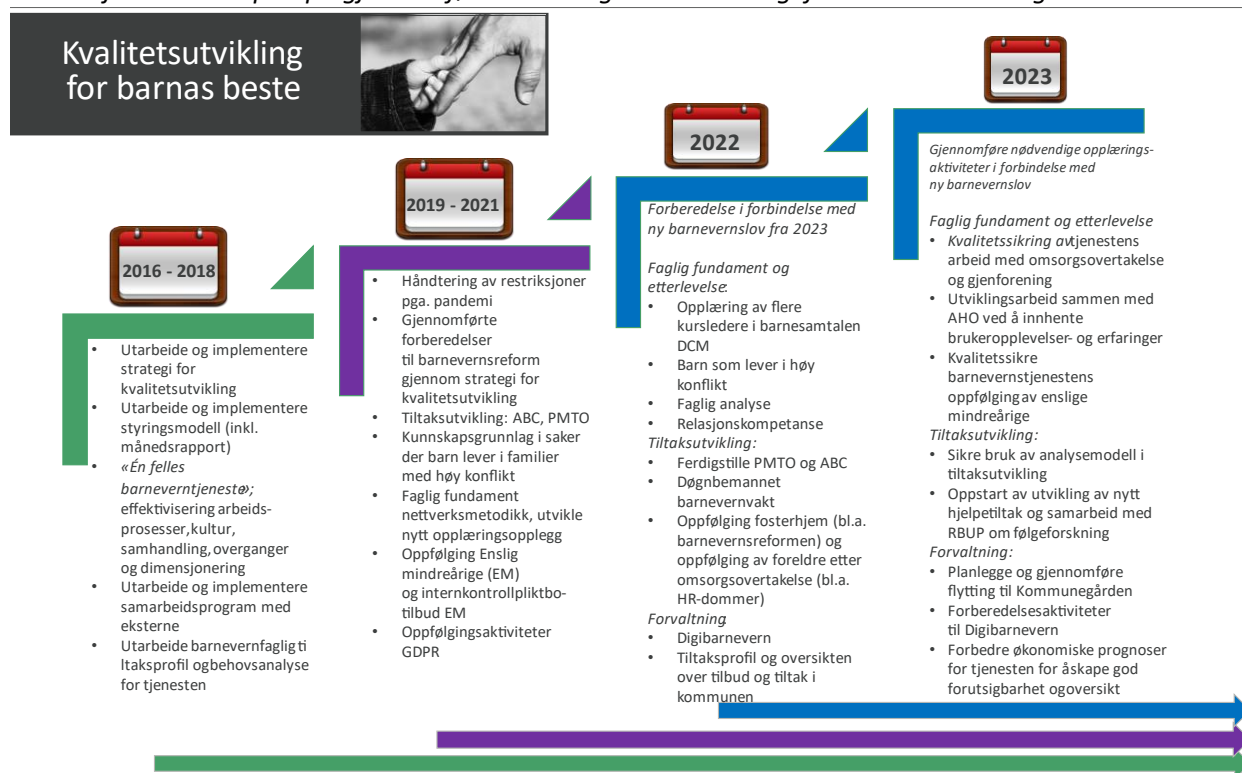 Kvalitetsutvikling
for barnas beste
2016 - 2018
• Utarbeide og implementere
strategi for
kvalitetsutvikling
• Utarbeide og implementere
styringsmodell (inkl.
månedsrapport)
• «Én felles
barneverntjeneste»;
effektivisering arbeids-
prosesser, kultur,
samhandling, overganger
og dimensjonering
• Utarbeide og implementere
samarbeidsprogram med
eksterne
• Utarbeide barnevernfaglig ti
ltaksprofil ogbehovsanalyse
for tjenesten
2019 - 2021
• Håndtering av restriksjoner
pga. pandemi
• Gjennomførte
forberedelser
til barnevernsreform
gjennom strategi for
kvalitetsutvikling
• Tiltaksutvikling: ABC, PMTO
• Kunnskapsgrunnlag i saker
der barn lever i familier
med høy konflikt
• Faglig fundament
nettverksmetodikk, utvikle
nytt opplæringsopplegg
• Oppfølging Enslig
mindreårige (EM)
og internkontrollpliktbo-
tilbud EM
• Oppfølgingsaktiviteter
GDPR
2022
Forberedelse i forbindelse med
ny barnevernslov fra 2023
Faglig fundament og
etterlevelse:
• Opplæring av flere
kursledere i barnesamtalen
DCM
• Barn som lever i høy
konflikt
• Faglig analyse
• Relasjonskompetanse
Tiltaksutvikling:
• Ferdigstille PMTO og ABC
• Døgnbemannet
barnevernvakt
• Oppfølging fosterhjem (bl.a.
barnevernsreformen) og
oppfølging av foreldre etter
omsorgsovertakelse (bl.a.
HR-dommer)
Forvaltning:
• Digibarnevern
• Tiltaksprofil og oversikten
over tilbud og tiltak i
kommunen
2023
Gjennomføre nødvendige opplærings-
aktiviteter i forbindelse med
ny barnevernslov
Faglig fundament og etterlevelse
• Kvalitetssikring av tjenestens
arbeid med omsorgsovertakelse
og gjenforening
• Utviklingsarbeid sammen med
AHO ved å innhente
brukeropplevelser- og erfaringer
• Kvalitetssikre
barnevernstjenestens
oppfølging av enslige
mindreårige
Tiltaksutvikling:
• Sikre bruk av analysemodell i
tiltaksutvikling
• Oppstart av utvikling av nytt
hjelpetiltak og samarbeid med
RBUP om følgeforskning
Forvaltning:
• Planlegge og gjennomføre
flytting til Kommunegården
• Forberedelsesaktiviteter
til Digibarnevern
• Forbedre økonomiske prognoser
for tjenesten for åskape god
forutsigbarhet ogoversikt